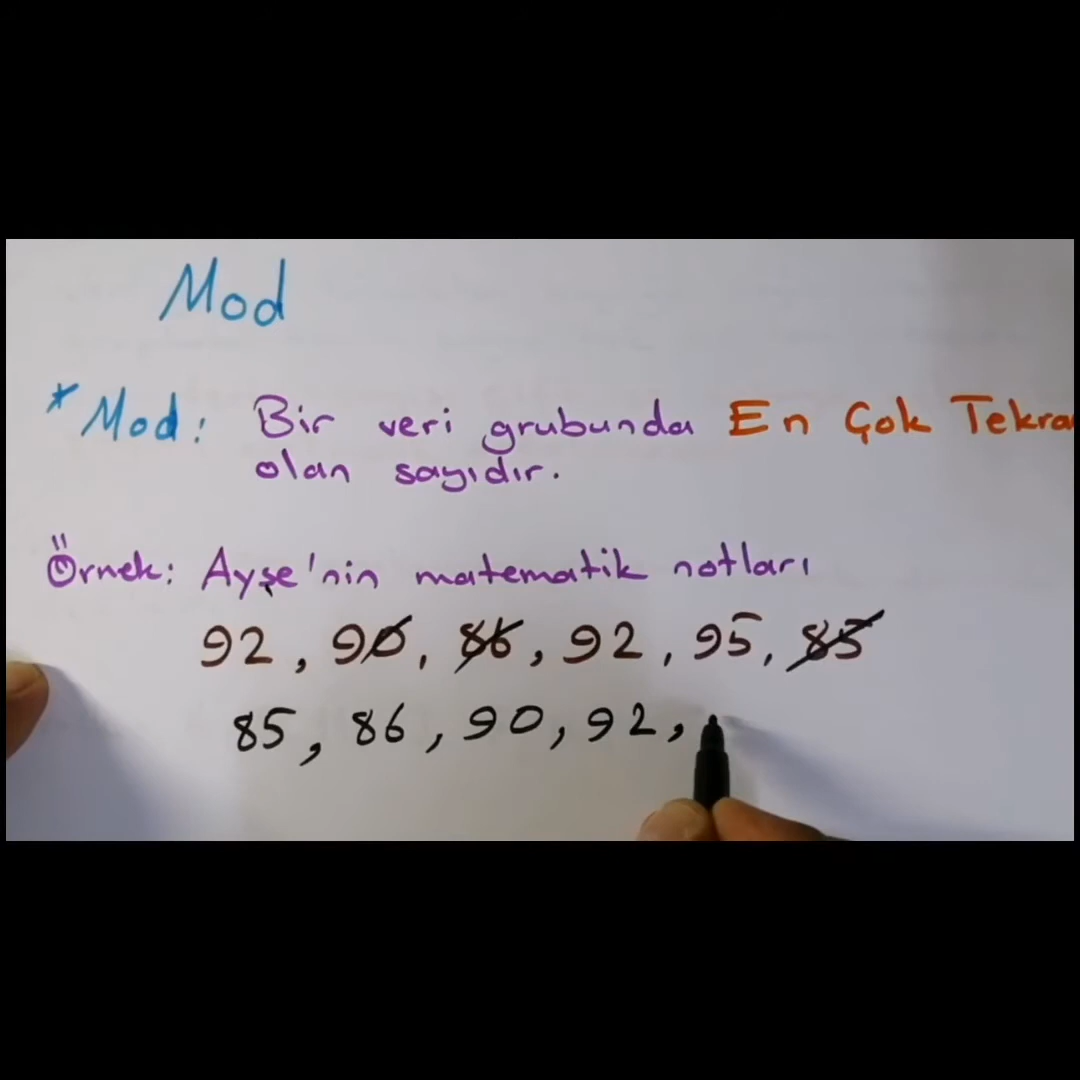 Mod
* Mod: Bir veri grubunda En Çok Tekra
olan sayıdır.
Örnek: Ayşe'nin matematik notları
92, 90, 86, 92, 95, 85
85, 86, 90, 92,